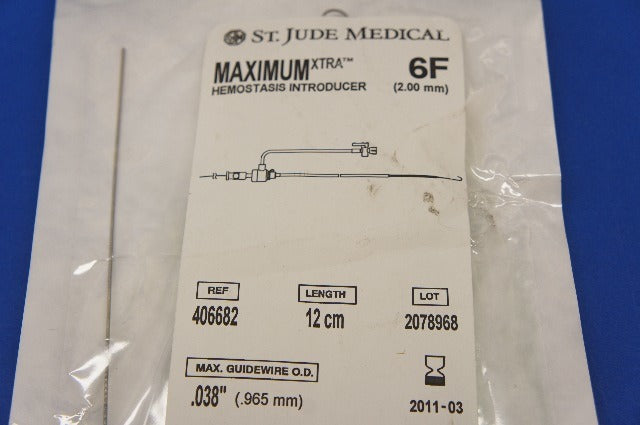 ST. JUDE MEDICAL
MAXIMUM XTRA™ 6F
HEMOSTASIS INTRODUCER (2.00 mm)
REF LENGTH LOT
406682 12 cm 2078968
MAX. GUIDEWIRE O.D.
.038" (.965 mm) 2011-03